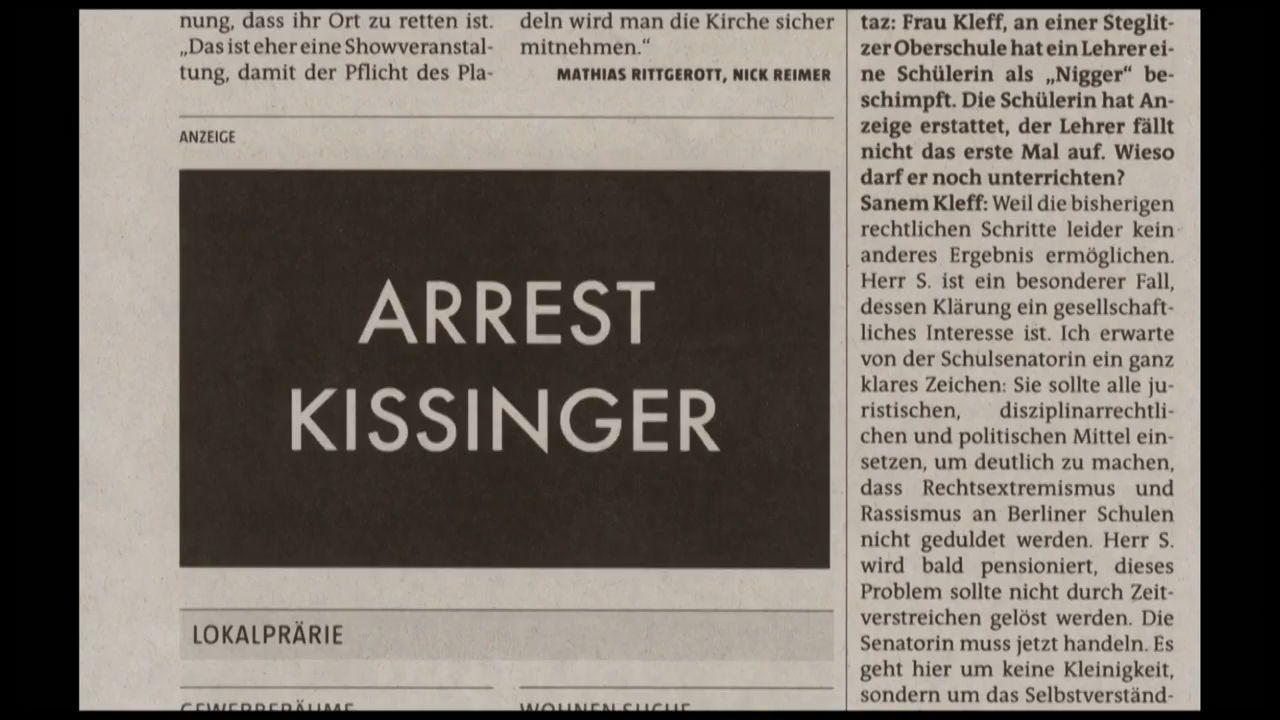 nung, dass ihr Ort zu retten ist.
„Das ist eher eine Showveranstal-
tung, damit der Pflicht des Pla-
deln wird man die Kirche sicher
mitnehmen.“
MATHIAS RITTGEROTT, NICK REIMER
ANZEIGE
ARREST
KISSINGER
LOKALPRÄRIE
GEWERBERÄUME
WOHNEN SUCHE
taz: Frau Kleff, an einer Steglit-
zer Oberschule hat ein Lehrer ei-
ne Schülerin als „Nigger“ be-
schimpft. Die Schülerin hat An-
zeige erstattet, der Lehrer fällt
nicht das erste Mal auf. Wieso
darf er noch unterrichten?
Sanem Kleff: Weil die bisherigen
rechtlichen Schritte leider kein
anderes Ergebnis ermöglichen.
Herr S. ist ein besonderer Fall,
dessen Klärung ein gesellschaft-
liches Interesse ist. Ich erwarte
von der Schulsenatorin ein ganz
klares Zeichen: Sie sollte alle ju-
ristischen, disziplinarrechtli-
chen und politischen Mittel ein-
setzen, um deutlich zu machen,
dass Rechtsextremismus und
Rassismus an Berliner Schulen
nicht geduldet werden. Herr S.
wird bald pensioniert, dieses
Problem sollte nicht durch Zeit-
verstreichen gelöst werden. Die
Senatorin muss jetzt handeln. Es
geht hier um keine Kleinigkeit,
sondern um das Selbstverständ-